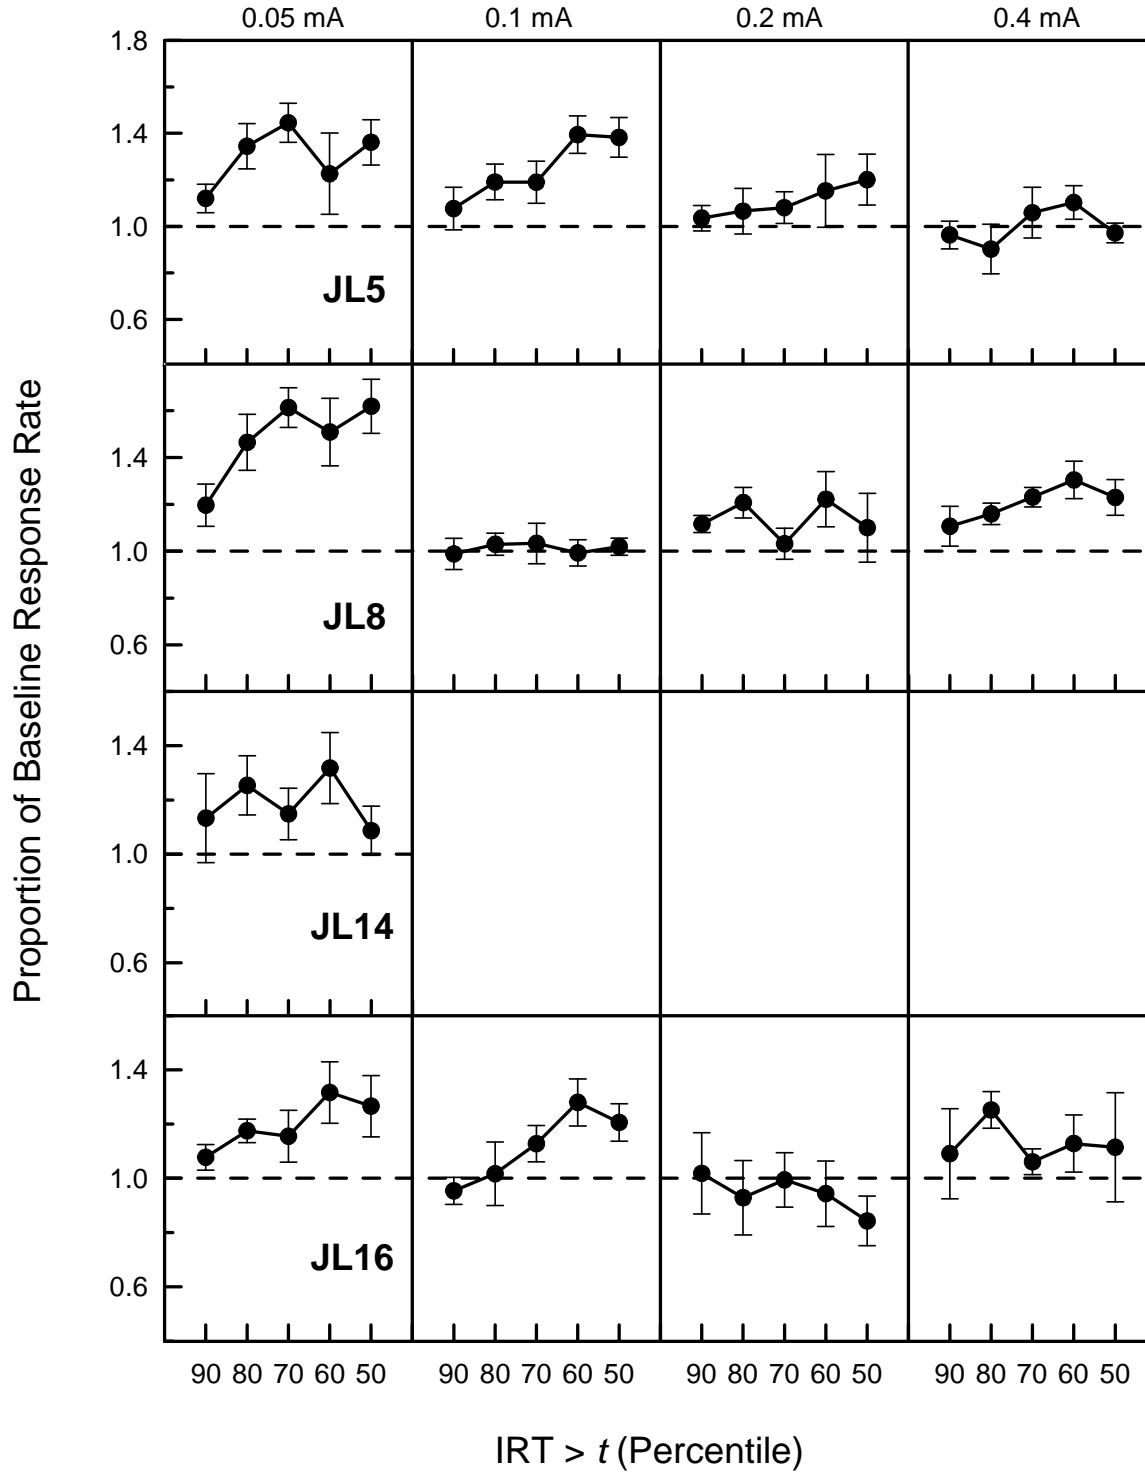 0.05 mA 0.1 mA 0.2 mA 0.4 mA
1.8
1.4
1.0
0.6
JL5
1.4
1.0
0.6
JL8
1.4
1.0
0.6
JL14
1.4
1.0
0.6
JL16
90 80 70 60 50 90 80 70 60 50 90 80 70 60 50 90 80 70 60 50
IRT > t (Percentile)
Proportion of Baseline Response Rate